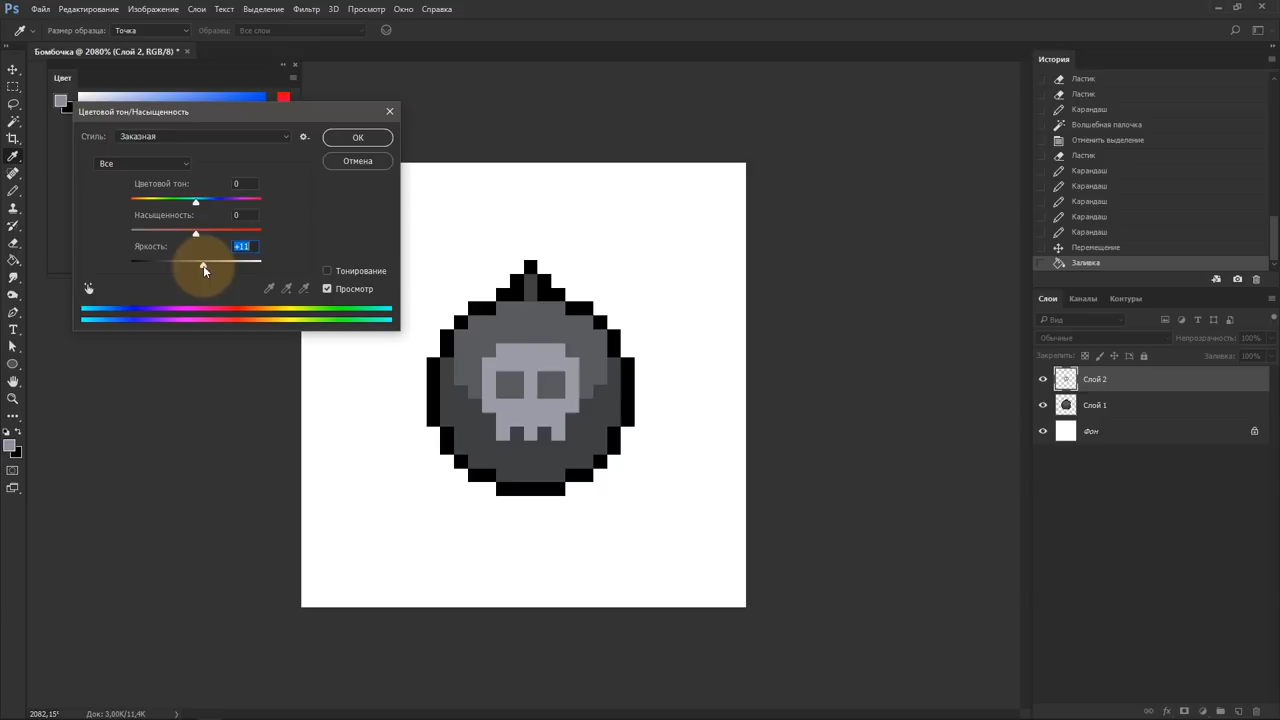 Ps Файл Редактирование Изображение Слои Текст Выделение Фильтр 3D Просмотр Окно Справка
Размер образца: Точка Образец: Все слои
Бомбочка @ 2080% (Слой 2, RGB/8) * ×
Цвет
Цветовой тон/Насыщенность
Стиль: Заказная
OK
Все
Отмена
Цветовой тон: 0
Насыщенность: 0
Яркость: +11
Тонирование
Просмотр
История
Ластик
Ластик
Карандаш
Волшебная палочка
Отменить выделение
Ластик
Карандаш
Карандаш
Карандаш
Карандаш
Карандаш
Перемещение
Заливка
Слои Каналы Контуры
Вид
Обычные Непрозрачность: 100%
Закрепить: Заливка: 100%
Слой 2
Слой 1
Фон
2082,15% Док: 3,00K/11,4K